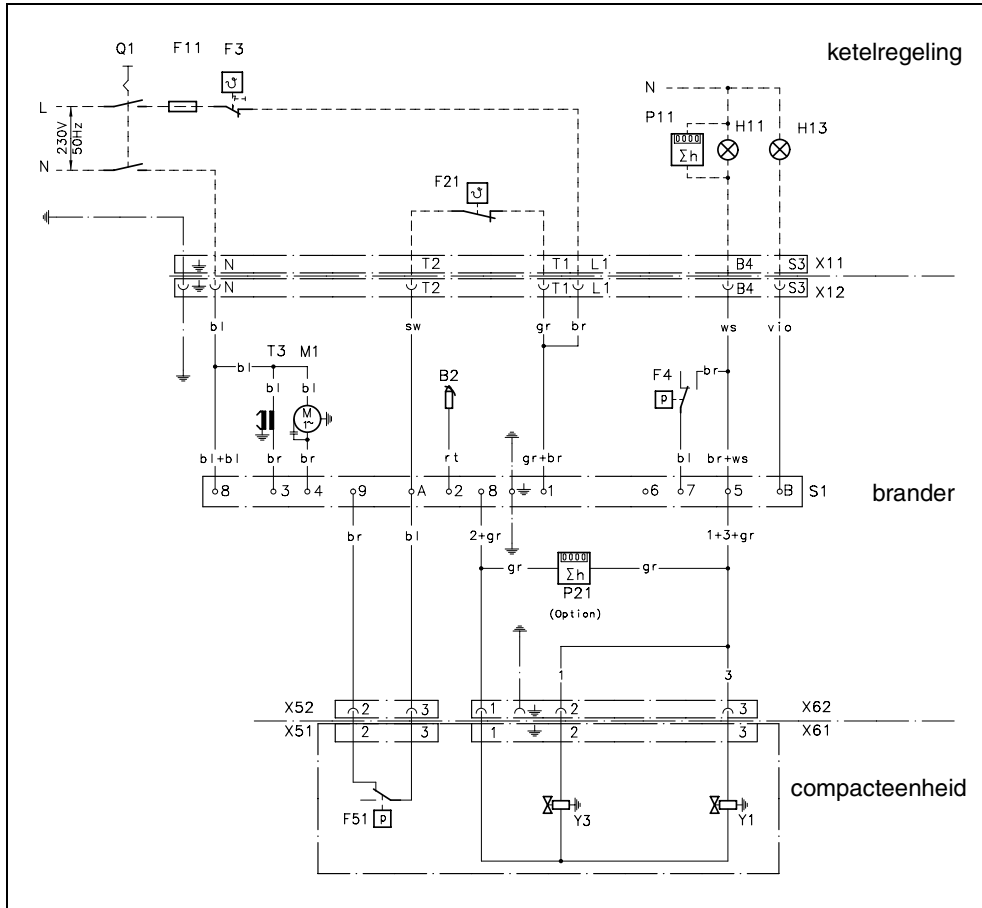 ketelregeling
Q1 F11 F3
L
230V
50Hz
N
N
P11 H11 H13
0000
Σh
ϑ
F21 ϑ
N T2 T1 L1 B4 S3 X11
N T2 T1 L1 B4 S3 X12
bl sw gr br ws vio
bl T3 M1
bl bl
M
1~
B2
F4 br
p
bl+bl br br rt gr+br bl br+ws
8 3 4 9 A 2 8 1 6 7 5 B S1
brander
br bl 2+gr 1+3+gr
gr 0000 gr
Σh
P21
(Option)
1 3
X52 2 3 1 2 3 X62
X51 2 3 1 2 3 X61
compacteenheid
F51 p
Y3 Y1